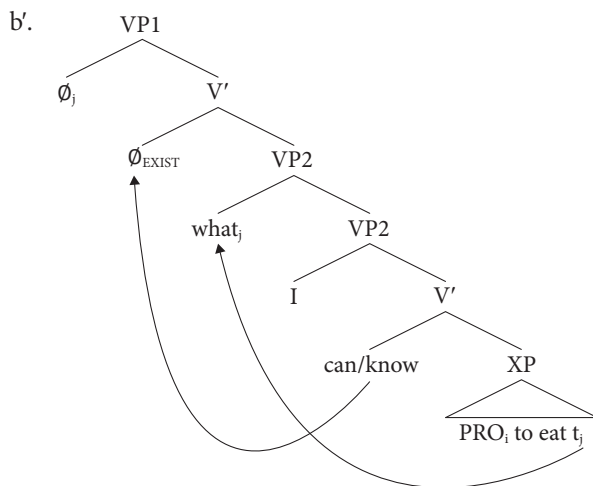 b′.
VP1
∅j V′
∅EXIST VP2
whatj VP2
I V′
can/know XP
PROi to eat tj